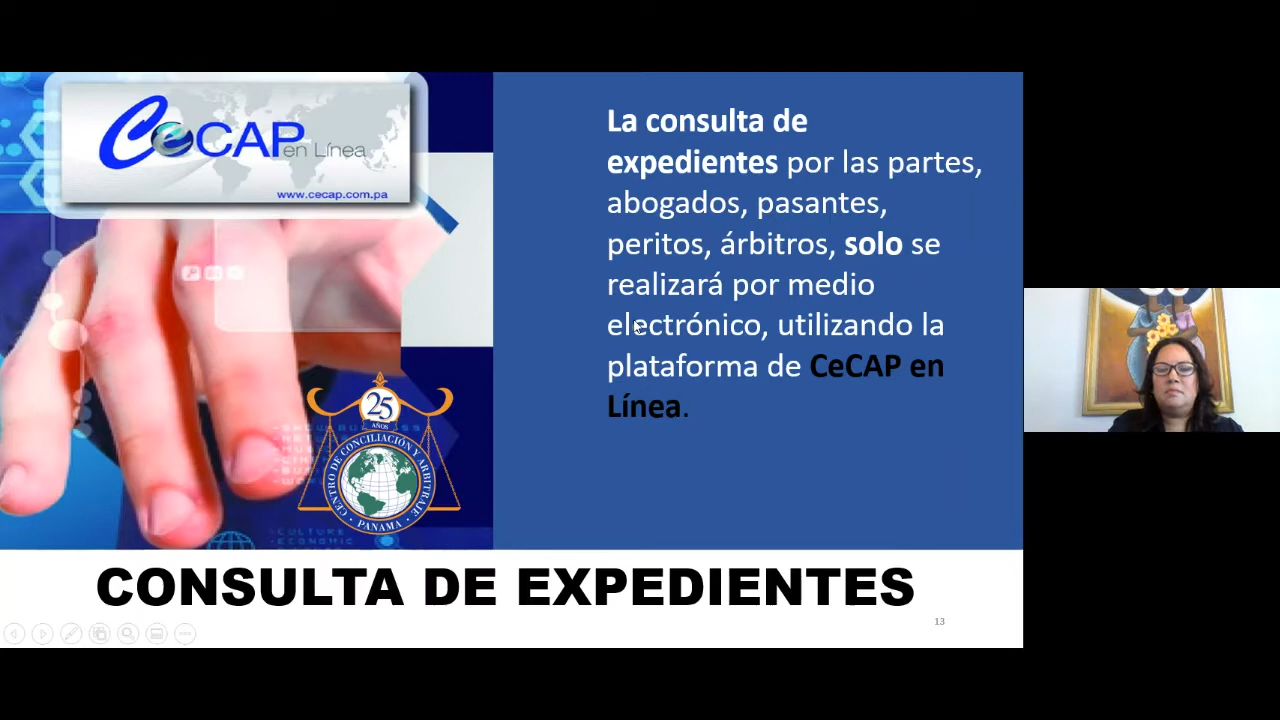 CeCAP
en Línea
www.cecap.com.pa
La consulta de
expedientes por las partes,
abogados, pasantes,
peritos, árbitros, solo se
realizará por medio
electrónico, utilizando la
plataforma de CeCAP en
Línea.
25
AÑOS
CENTRO DE CONCILIACIÓN Y ARBITRAJE
• PANAMA •
CULTURE
ECONOMIC
CONSULTA DE EXPEDIENTES
13